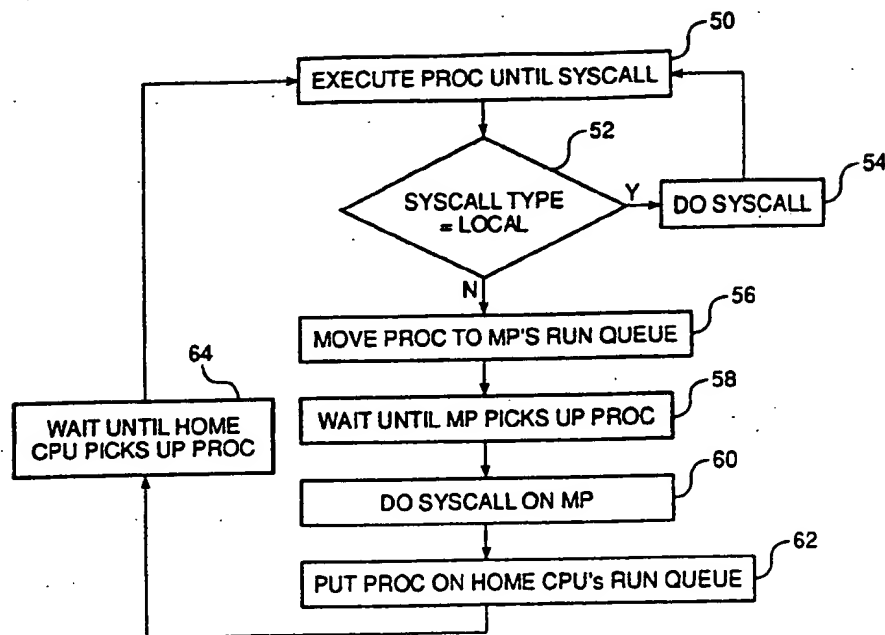 50
EXECUTE PROC UNTIL SYSCALL
52
54
SYSCALL TYPE
= LOCAL
Y
DO SYSCALL
N
56
MOVE PROC TO MP'S RUN QUEUE
64
58
WAIT UNTIL HOME
CPU PICKS UP PROC
WAIT UNTIL MP PICKS UP PROC
60
DO SYSCALL ON MP
62
PUT PROC ON HOME CPU's RUN QUEUE